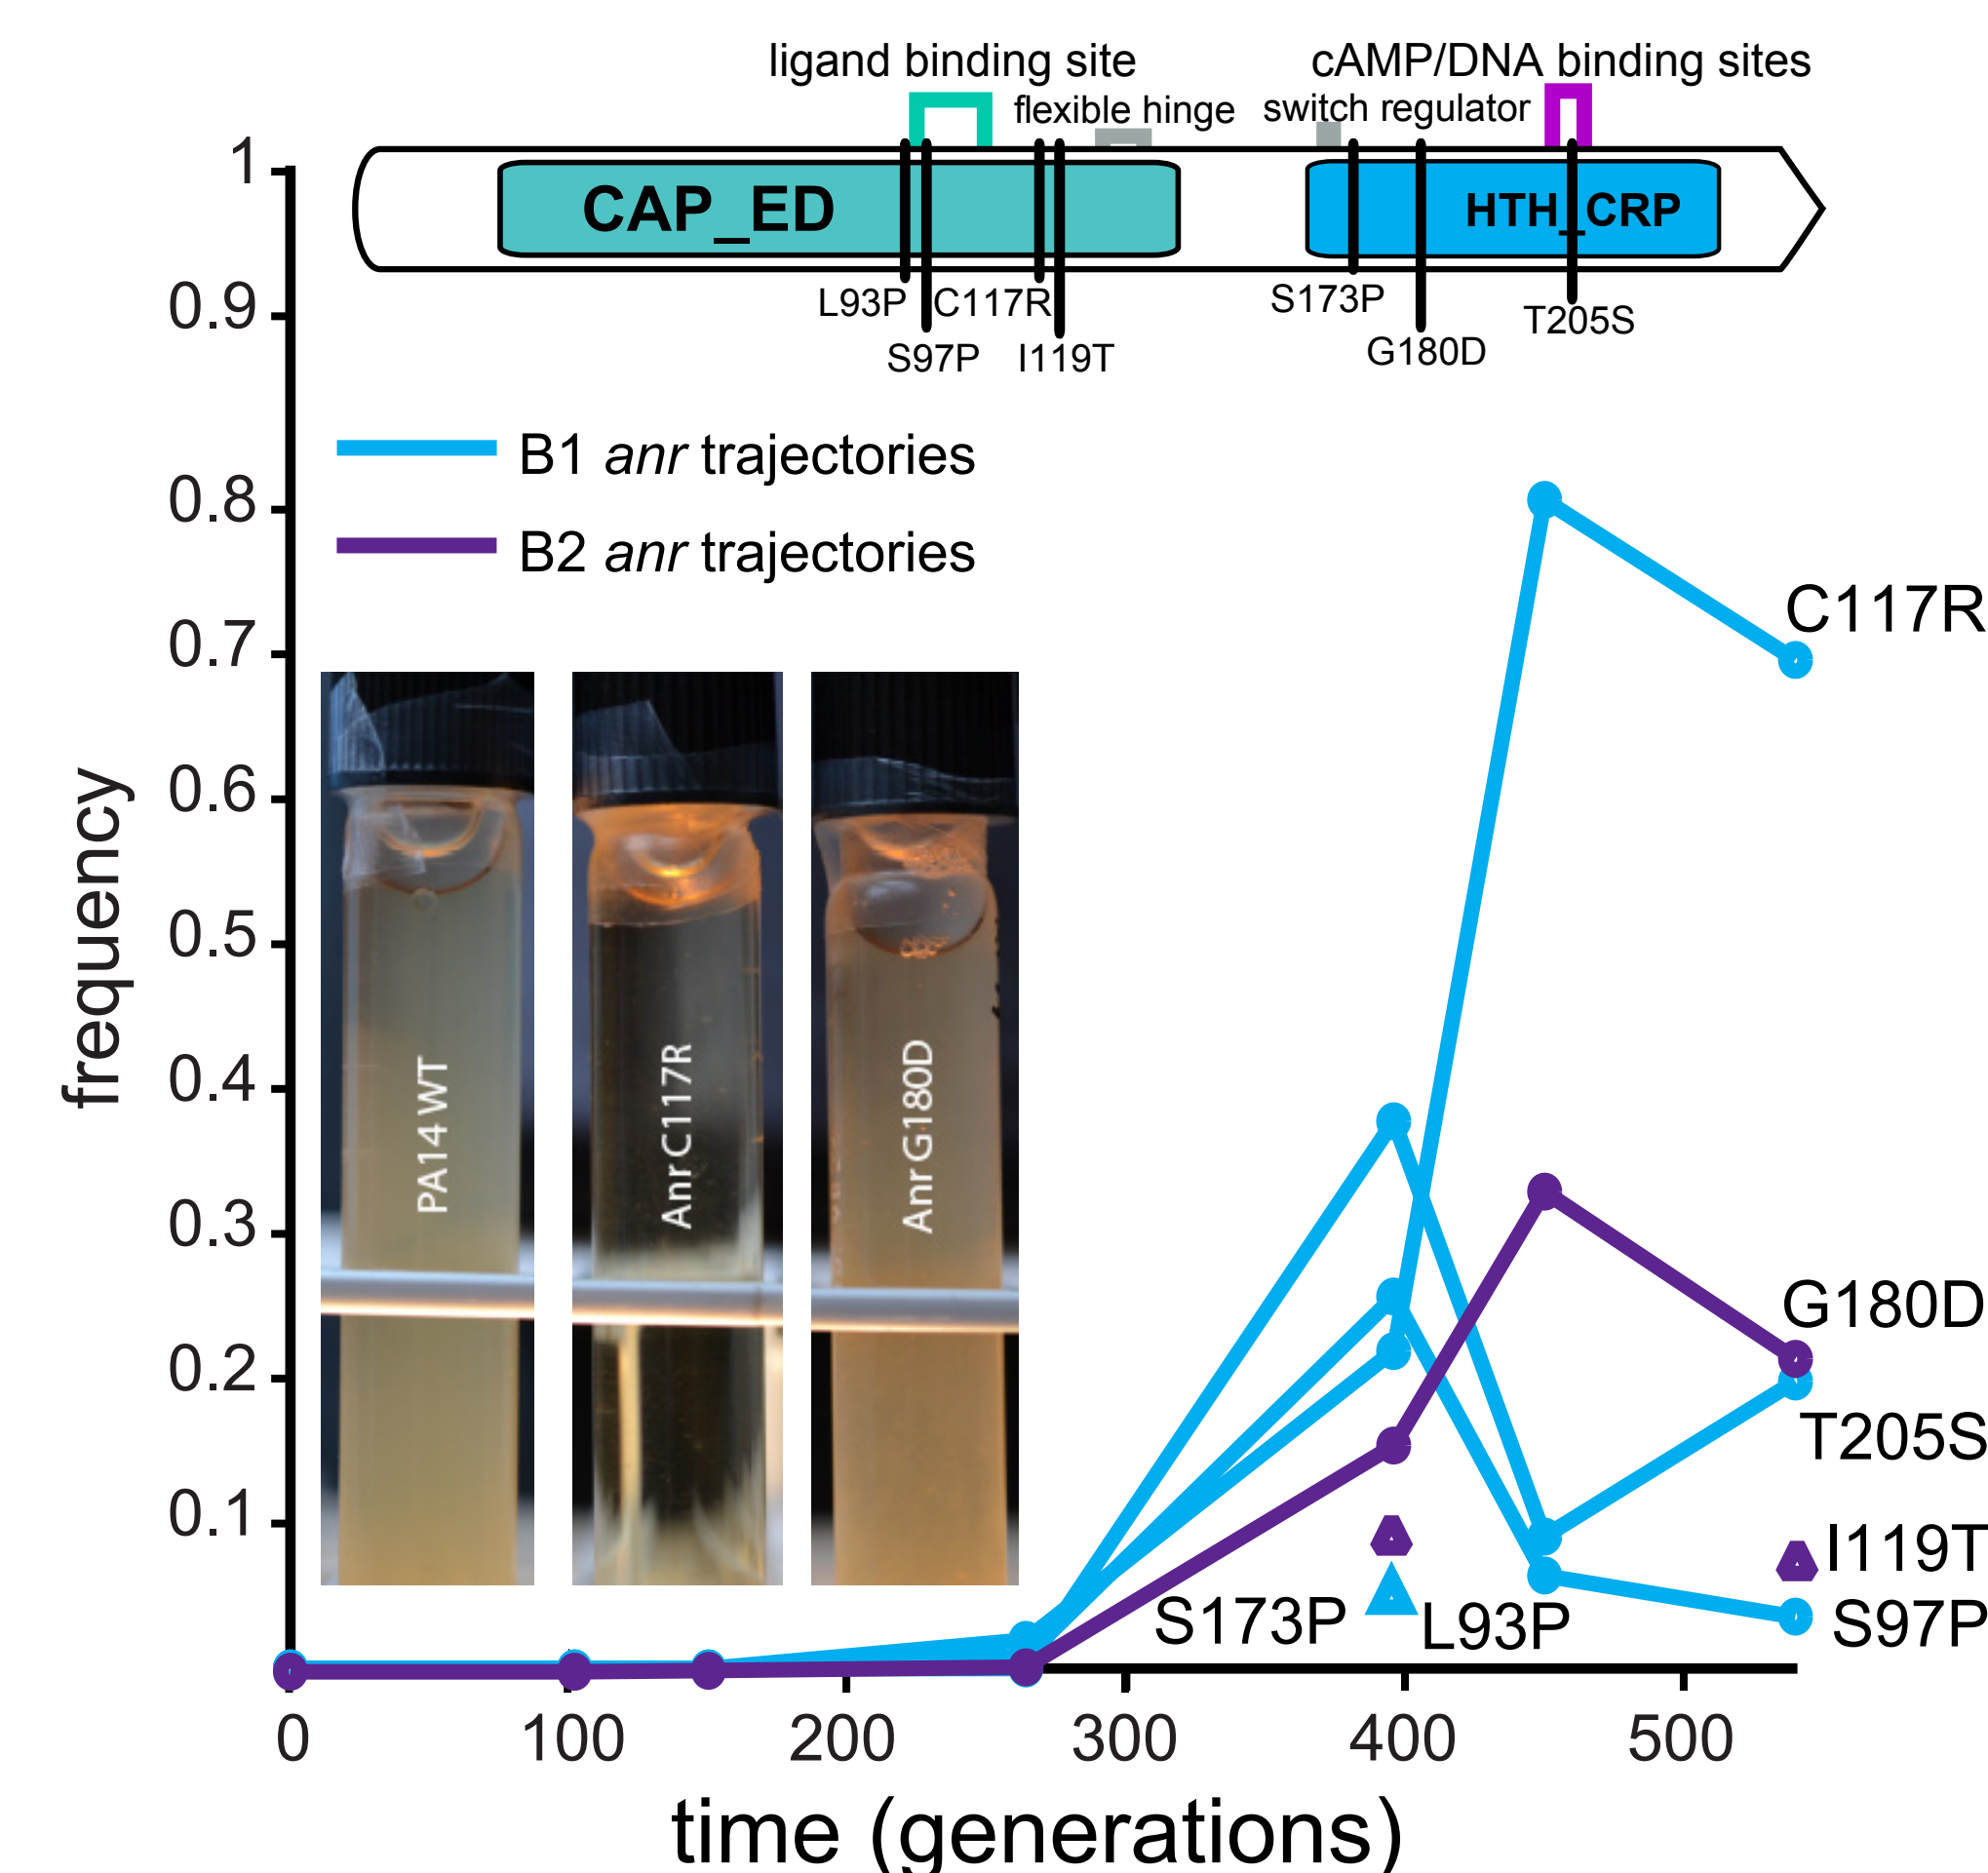 ligand binding site
cAMP/DNA binding sites
flexible hinge
switch regulator
CAP_ED
HTH_CRP
L93P
C117R
S97P
I119T
S173P
T205S
G180D
B1 anr trajectories
B2 anr trajectories
1
0.9
0.8
0.7
0.6
0.5
0.4
0.3
0.2
0.1
frequency
PA14 WT
Anr C117R
Anr G180D
C117R
G180D
T205S
I119T
S97P
S173P
L93P
0
100
200
300
400
500
time (generations)